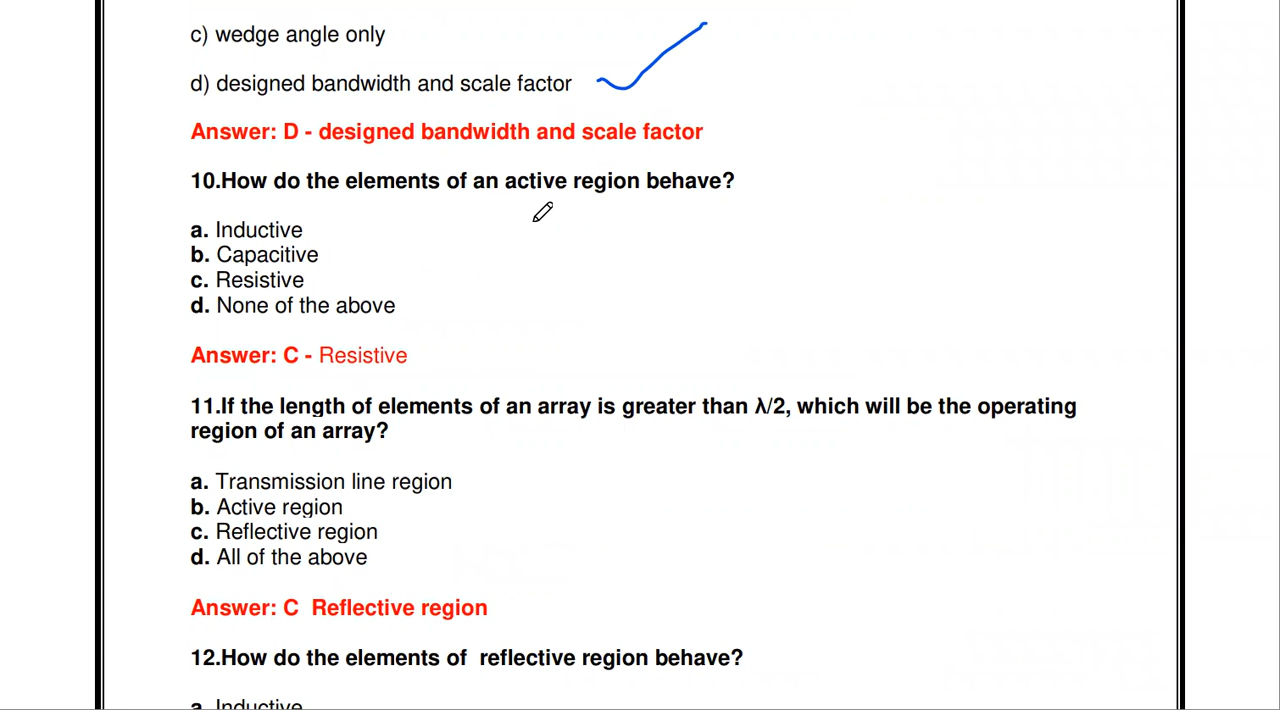 c) wedge angle only
d) designed bandwidth and scale factor
Answer: D - designed bandwidth and scale factor
10.How do the elements of an active region behave?
a. Inductive
b. Capacitive
c. Resistive
d. None of the above
Answer: C - Resistive
11.If the length of elements of an array is greater than λ/2, which will be the operating
region of an array?
a. Transmission line region
b. Active region
c. Reflective region
d. All of the above
Answer: C  Reflective region
12.How do the elements of  reflective region behave?
a. Inductive